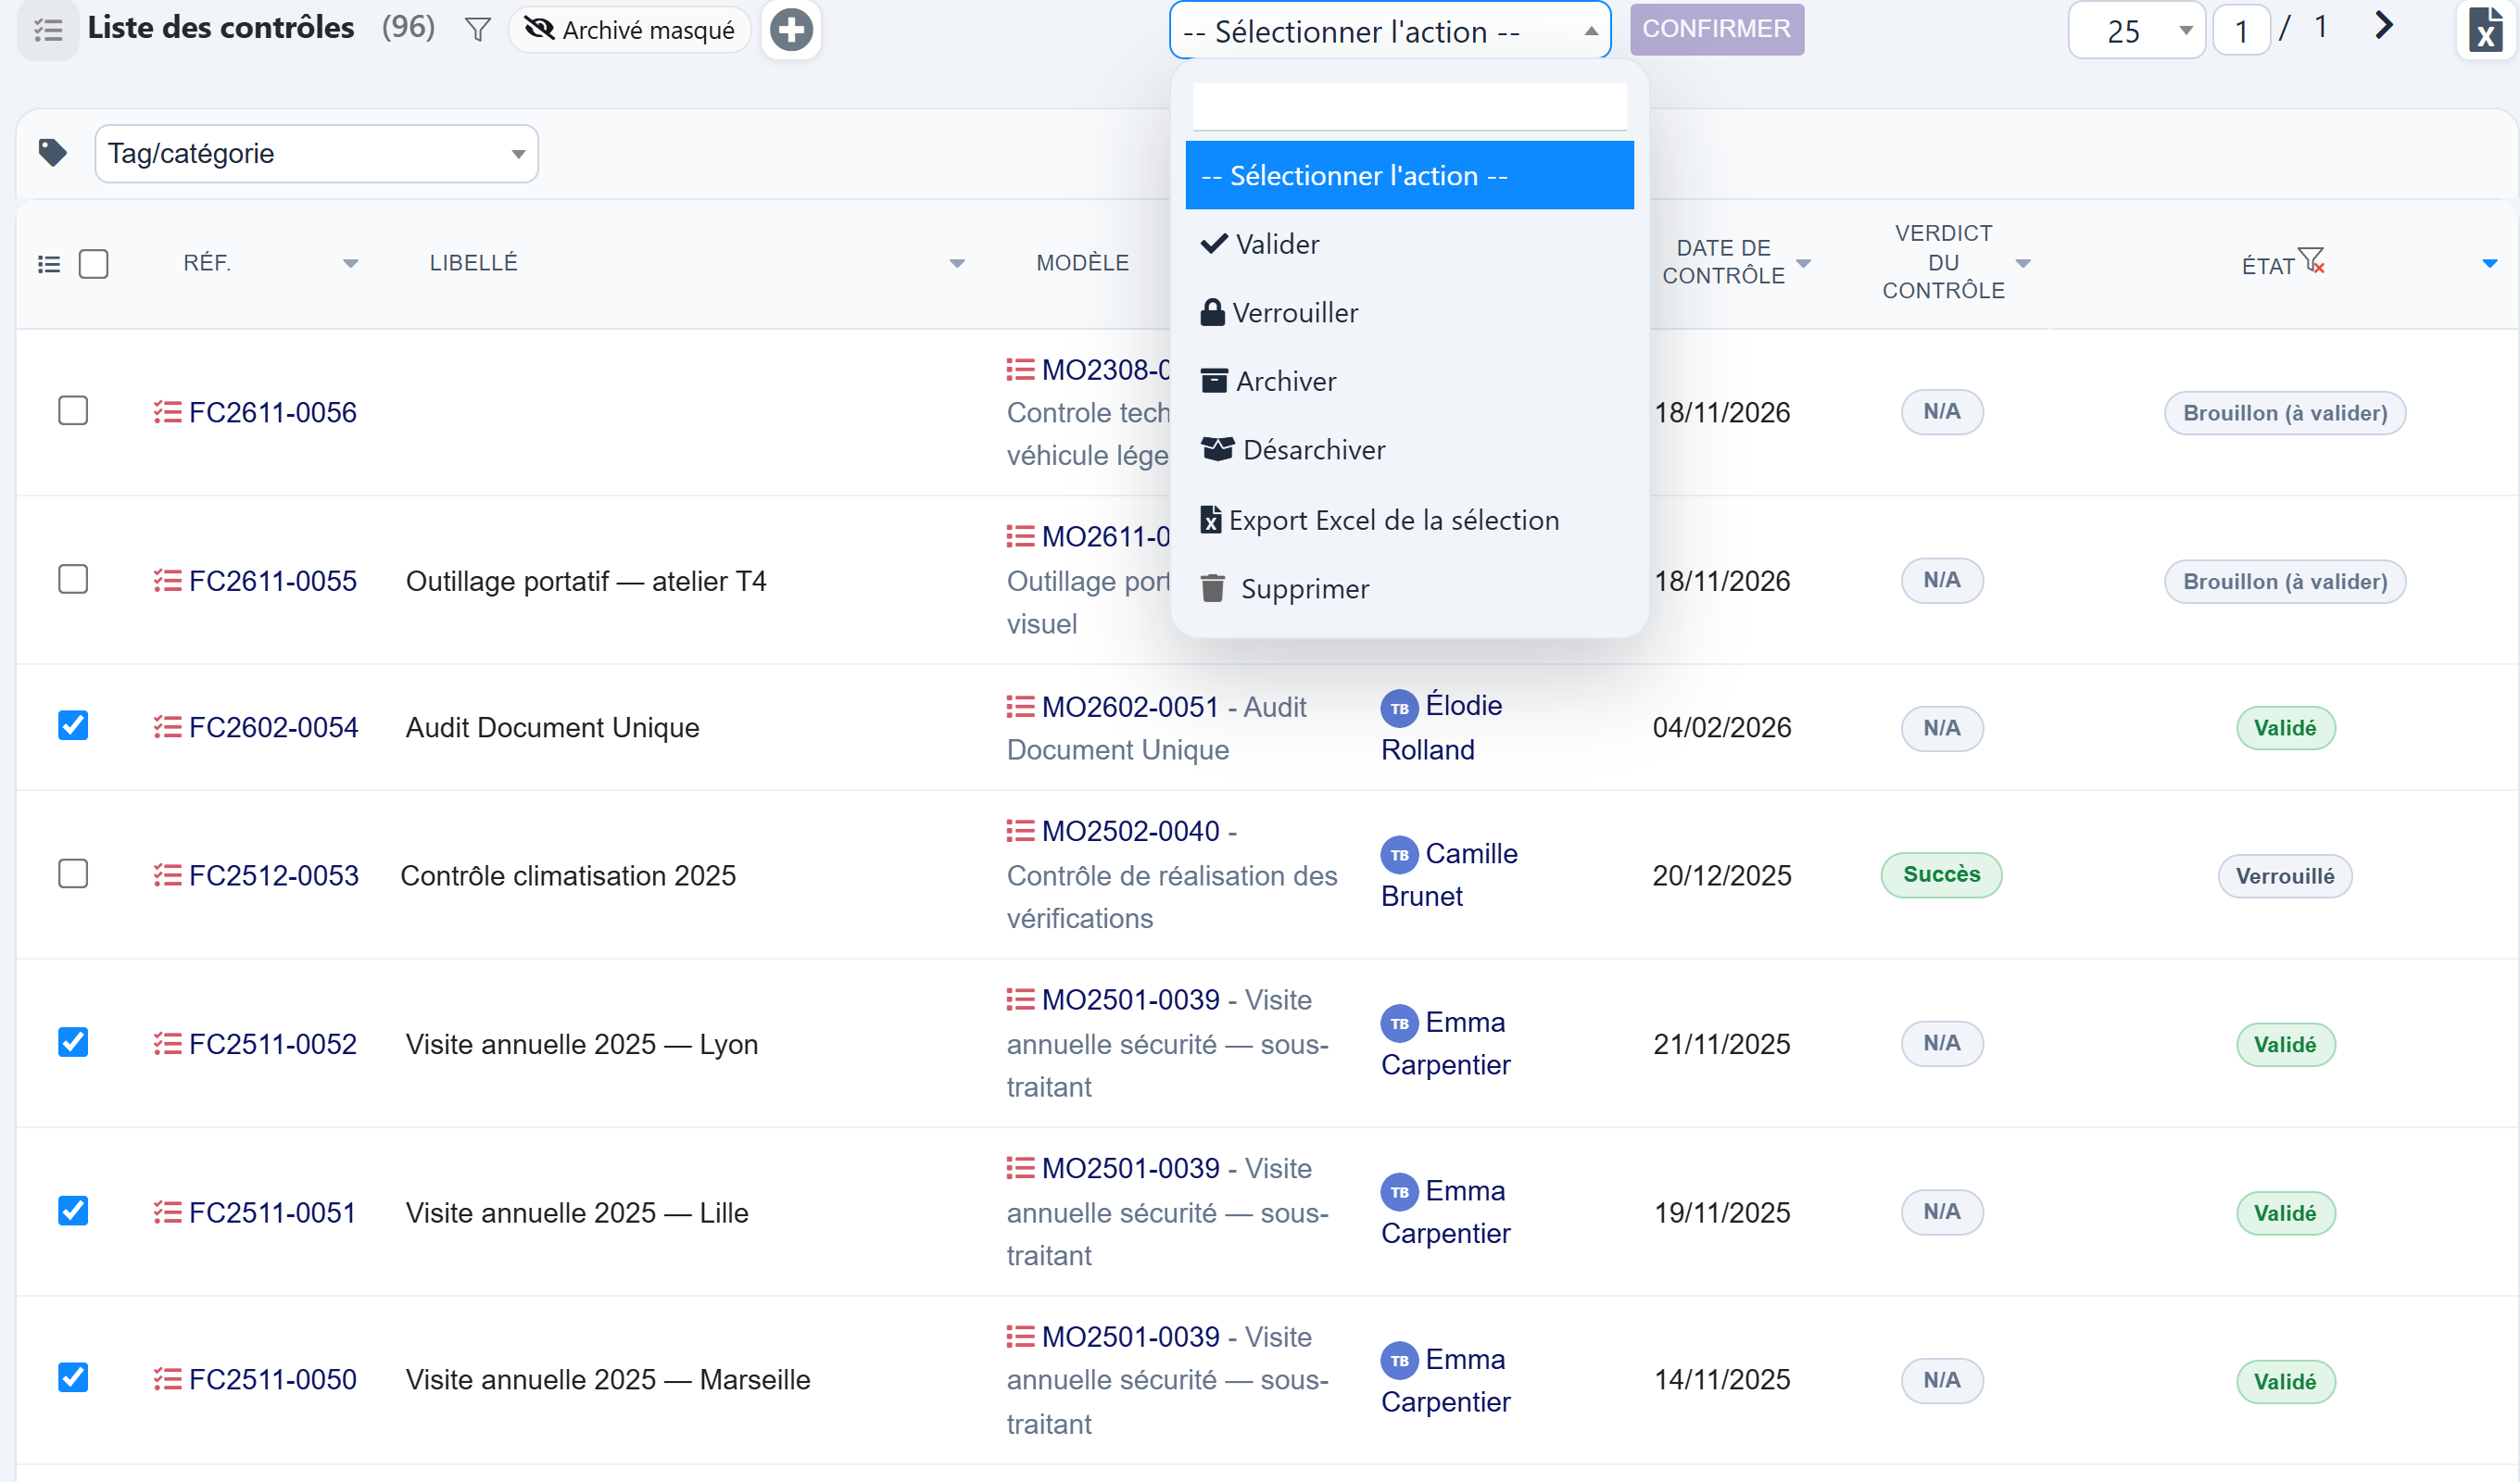 Liste des contrôles (96) Archivé masqué -- Sélectionner l'action -- CONFIRMER 25 1 / 1
Tag/catégorie
-- Sélectionner l'action --
Valider
Verrouiller
Archiver
Désarchiver
Export Excel de la sélection
Supprimer
RÉF. LIBELLÉ MODÈLE DATE DE CONTRÔLE VERDICT DU CONTRÔLE ÉTAT
FC2611-0056 MO2308-0 18/11/2026 N/A Brouillon (à valider)
Controle tech
véhicule lége
FC2611-0055 Outillage portatif — atelier T4 MO2611-0 18/11/2026 N/A Brouillon (à valider)
Outillage port
visuel
FC2602-0054 Audit Document Unique MO2602-0051 - Audit TB Élodie 04/02/2026 N/A Validé
Document Unique Rolland
FC2512-0053 Contrôle climatisation 2025 MO2502-0040 - TB Camille 20/12/2025 Succès Verrouillé
Contrôle de réalisation des Brunet
vérifications
FC2511-0052 Visite annuelle 2025 — Lyon MO2501-0039 - Visite TB Emma 21/11/2025 N/A Validé
annuelle sécurité — sous- Carpentier
traitant
FC2511-0051 Visite annuelle 2025 — Lille MO2501-0039 - Visite TB Emma 19/11/2025 N/A Validé
annuelle sécurité — sous- Carpentier
traitant
FC2511-0050 Visite annuelle 2025 — Marseille MO2501-0039 - Visite TB Emma 14/11/2025 N/A Validé
annuelle sécurité — sous- Carpentier
traitant